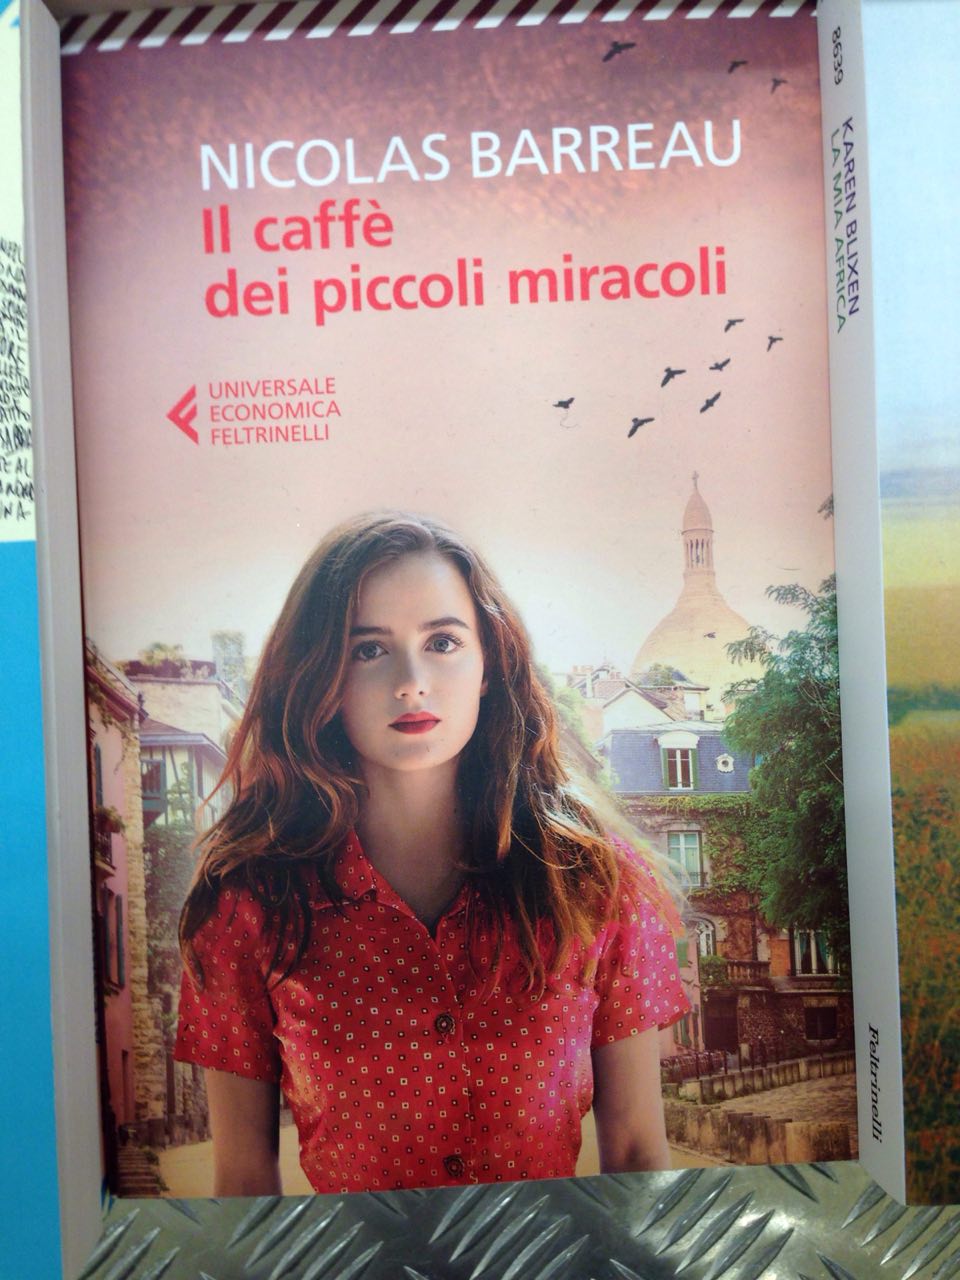 NICOLAS BARREAU
Il caffè
dei piccoli miracoli
UNIVERSALE
ECONOMICA
FELTRINELLI
8639
KAREN BLIXEN
LA MIA AFRICA
Feltrinelli